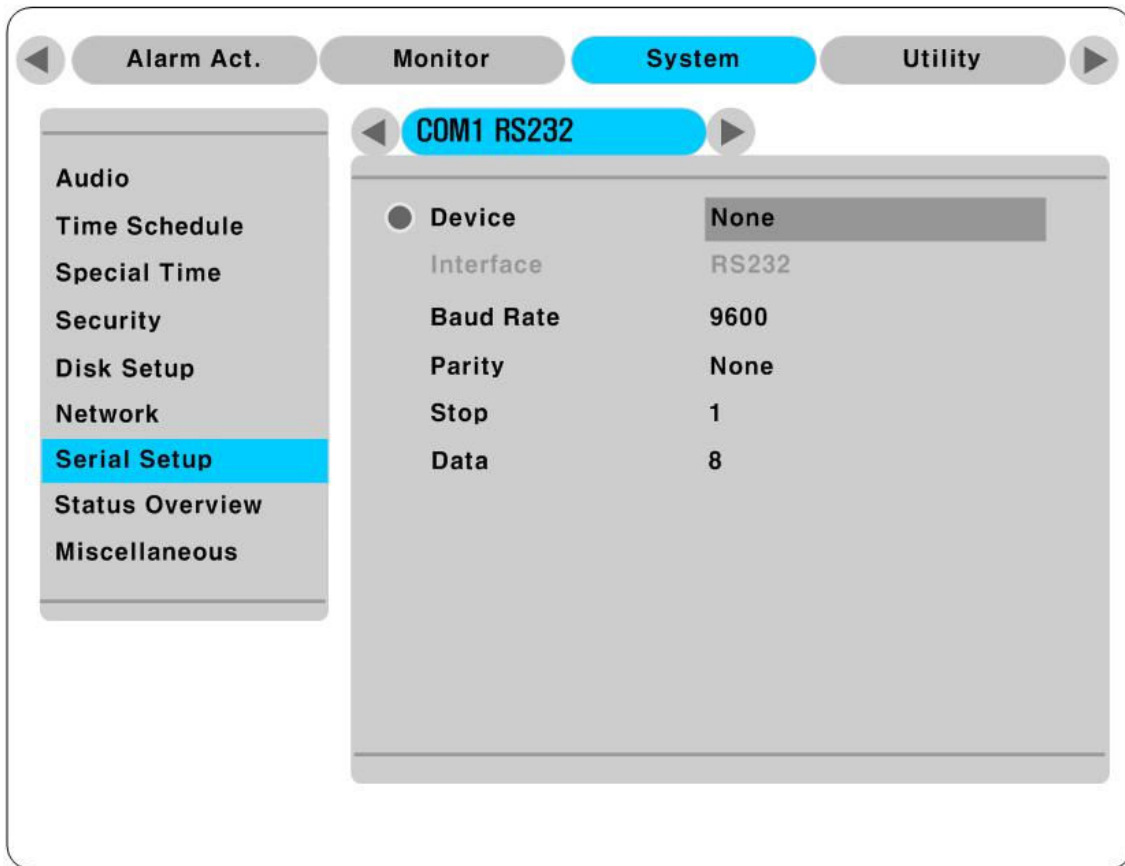 Alarm Act. Monitor System Utility
COM1 RS232
Audio
Time Schedule
Special Time
Security
Disk Setup
Network
Serial Setup
Status Overview
Miscellaneous
Device None
Interface RS232
Baud Rate 9600
Parity None
Stop 1
Data 8